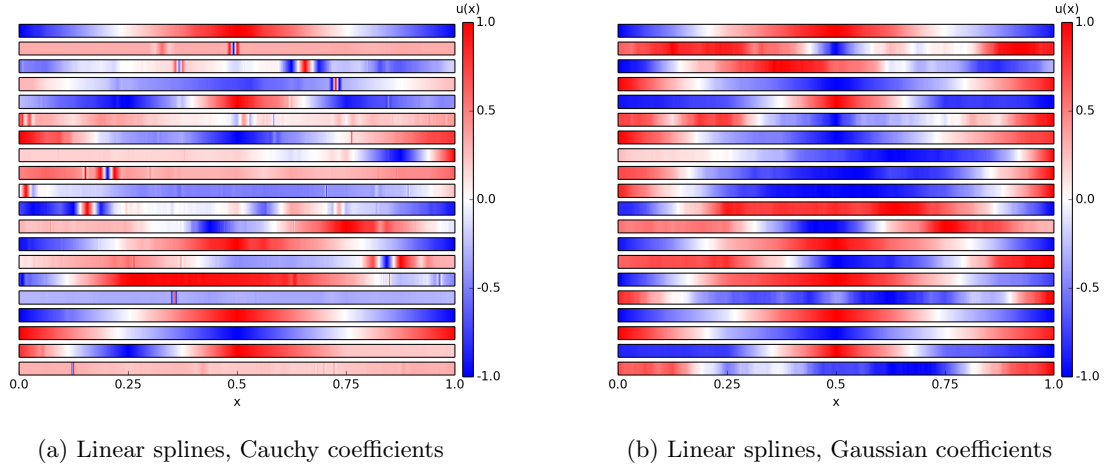 u(x)
1.0
0.5
0.0
-0.5
-1.0
0.0 0.25 0.5 0.75 1.0
x
(a) Linear splines, Cauchy coefficients
u(x)
1.0
0.5
0.0
-0.5
-1.0
0.0 0.25 0.5 0.75 1.0
x
(b) Linear splines, Gaussian coefficients